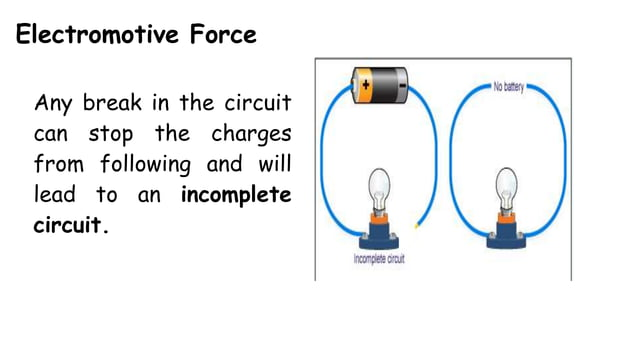 Electromotive Force
Any break in the circuit
can stop the charges
from following and will
lead to an incomplete
circuit.
+
-
No battery
Incomplete circuit